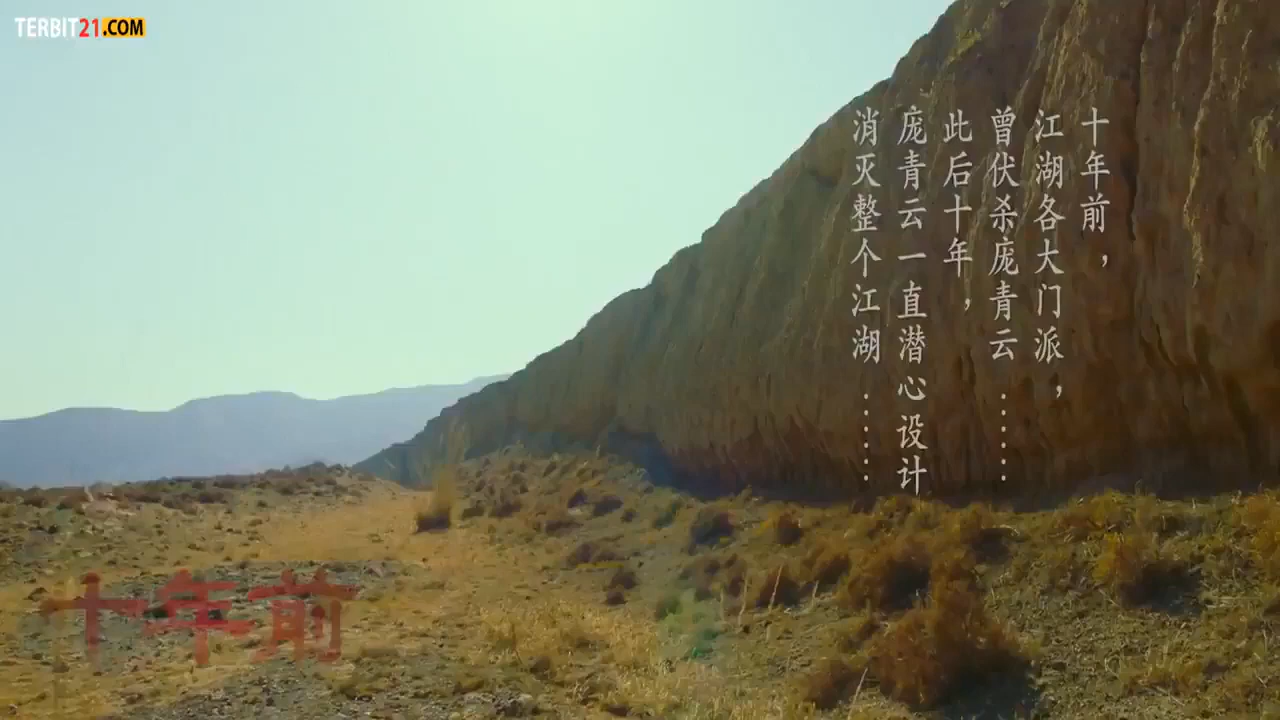 TERBIT21.COM
十年前，
江湖各大门派，
曾伏杀庞青云……
此后十年，
庞青云一直潜心设计
消灭整个江湖……
十年前